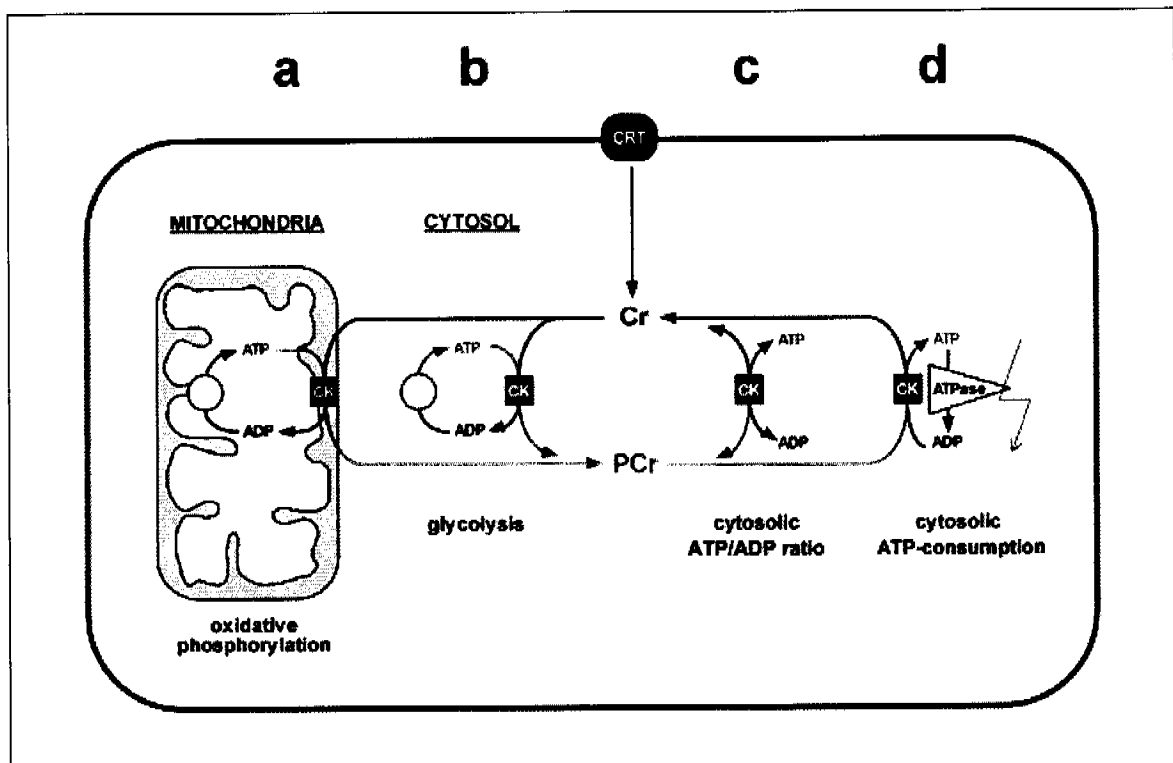 a b c d
CRT
MITOCHONDRIA CYTOSOL
Cr
ATP ATP ATP ATP
CK CK CK CK ATPase
ADP ADP ADP ADP
PCr
glycolysis cytosolic cytosolic
ATP/ADP ratio ATP-consumption
oxidative
phosphorylation